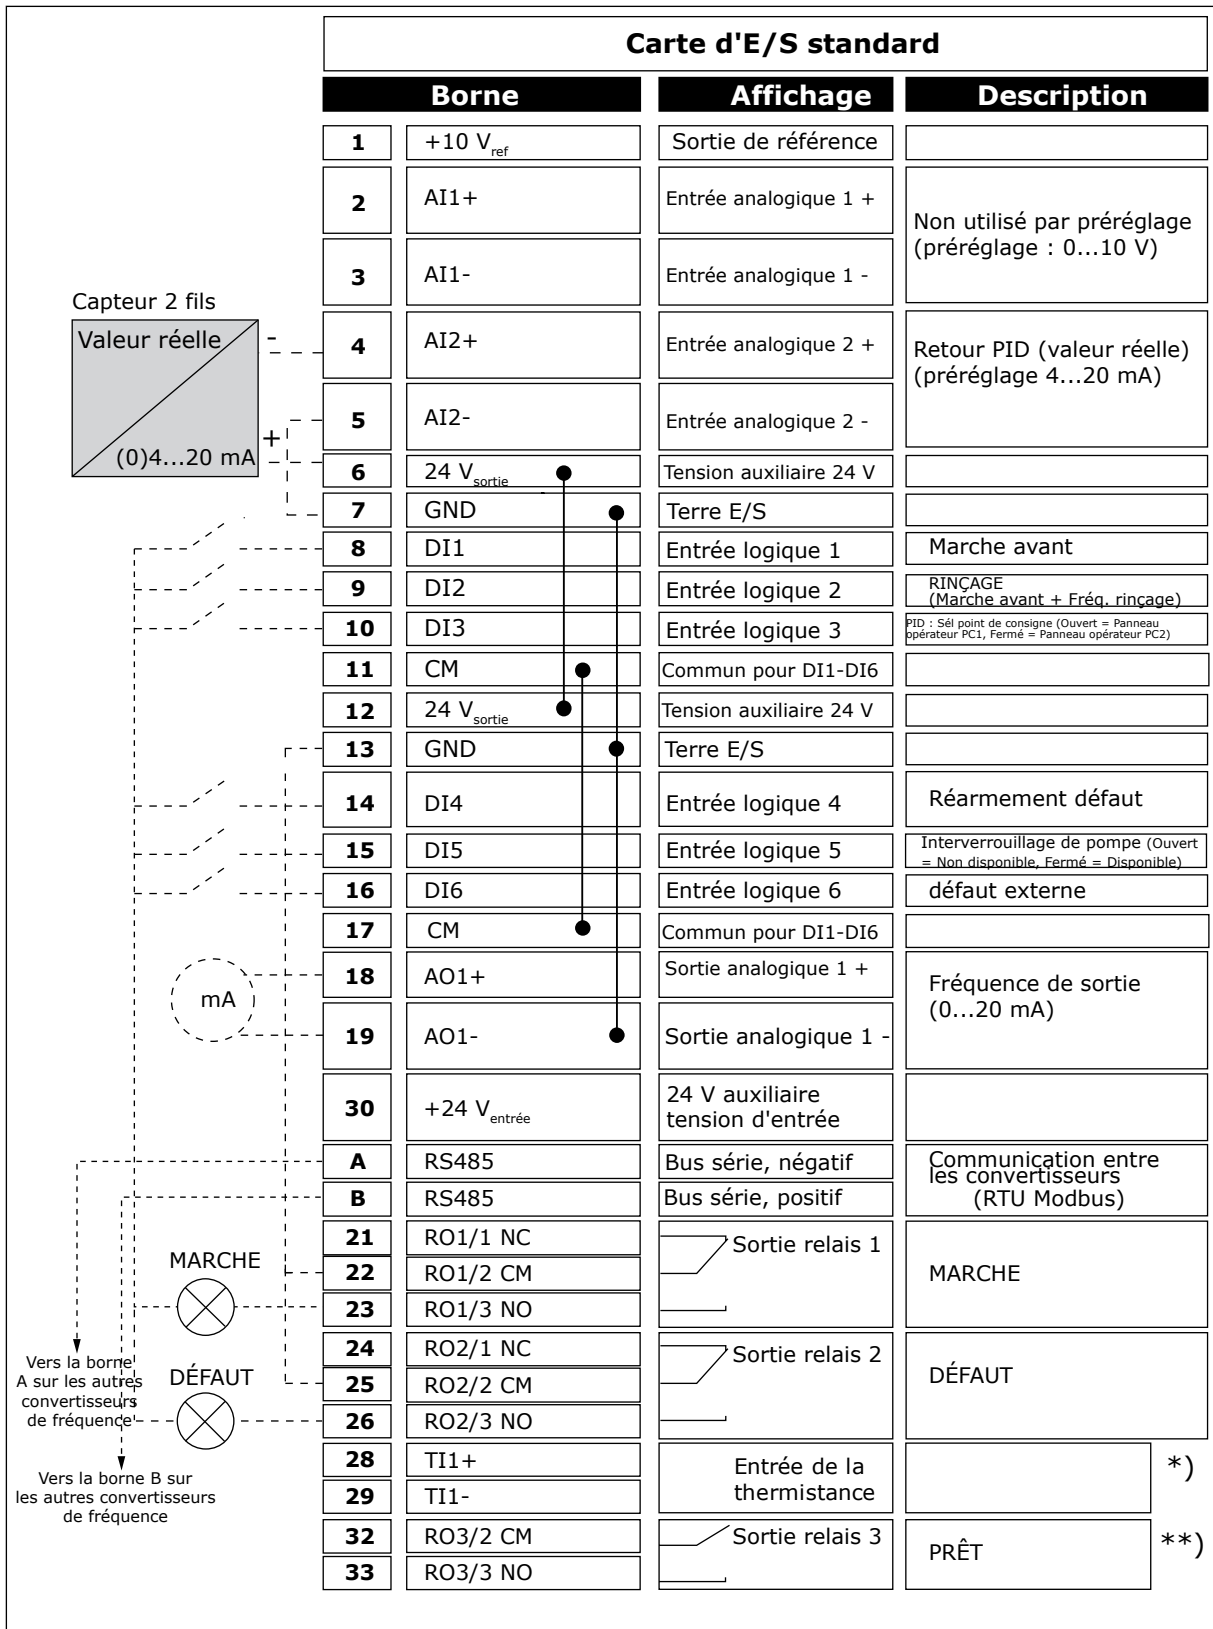 Carte d'E/S standard
Borne Affichage Description
1 +10 Vref Sortie de référence
2 AI1+ Entrée analogique 1 +
Non utilisé par préréglage
(préréglage : 0...10 V)
3 AI1- Entrée analogique 1 -
Capteur 2 fils
Valeur réelle -
4 AI2+ Entrée analogique 2 +
Retour PID (valeur réelle)
(préréglage 4...20 mA)
5 AI2- Entrée analogique 2 -
+
(0)4...20 mA
6 24 Vsortie Tension auxiliaire 24 V
7 GND Terre E/S
8 DI1 Entrée logique 1 Marche avant
9 DI2 Entrée logique 2 RINÇAGE
(Marche avant + Fréq. rinçage)
10 DI3 Entrée logique 3 PID : Sél point de consigne (Ouvert = Panneau
opérateur PC1, Fermé = Panneau opérateur PC2)
11 CM Commun pour DI1-DI6
12 24 Vsortie Tension auxiliaire 24 V
13 GND Terre E/S
14 DI4 Entrée logique 4 Réarmement défaut
15 DI5 Entrée logique 5 Interverrouillage de pompe (Ouvert
= Non disponible, Fermé = Disponible)
16 DI6 Entrée logique 6 défaut externe
17 CM Commun pour DI1-DI6
18 AO1+ Sortie analogique 1 +
Fréquence de sortie
(0...20 mA)
mA
19 AO1- Sortie analogique 1 -
30 +24 Ventrée 24 V auxiliaire
tension d'entrée
A RS485 Bus série, négatif
Communication entre
les convertisseurs
(RTU Modbus)
B RS485 Bus série, positif
21 RO1/1 NC Sortie relais 1
MARCHE
22 RO1/2 CM MARCHE
23 RO1/3 NO
24 RO2/1 NC Sortie relais 2
Vers la borne
A sur les autres
convertisseurs
de fréquence
DÉFAUT
25 RO2/2 CM DÉFAUT
26 RO2/3 NO
28 TI1+ Entrée de la
thermistance
*)
29 TI1-
Vers la borne B sur
les autres convertisseurs
de fréquence
32 RO3/2 CM Sortie relais 3
PRÊT **)
33 RO3/3 NO